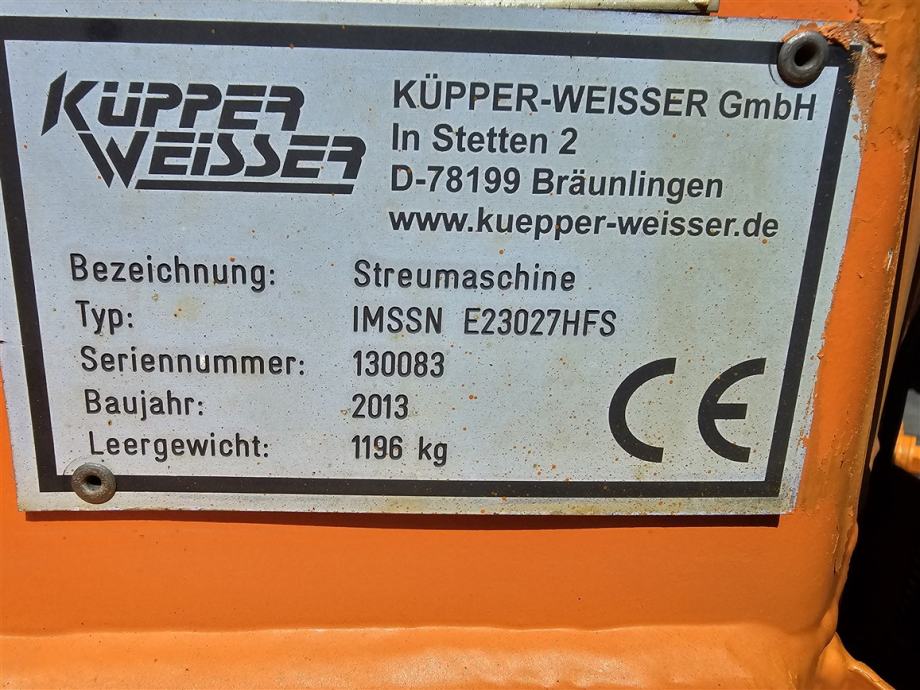 KÜPPER
WEISSER
KÜPPER-WEISSER GmbH
In Stetten 2
D-78199 Bräunlingen
www.kuepper-weisser.de
Bezeichnung: Streumaschine
Typ: IMSSN E23027HFS
Seriennummer: 130083
Baujahr: 2013
Leergewicht: 1196 kg
CE